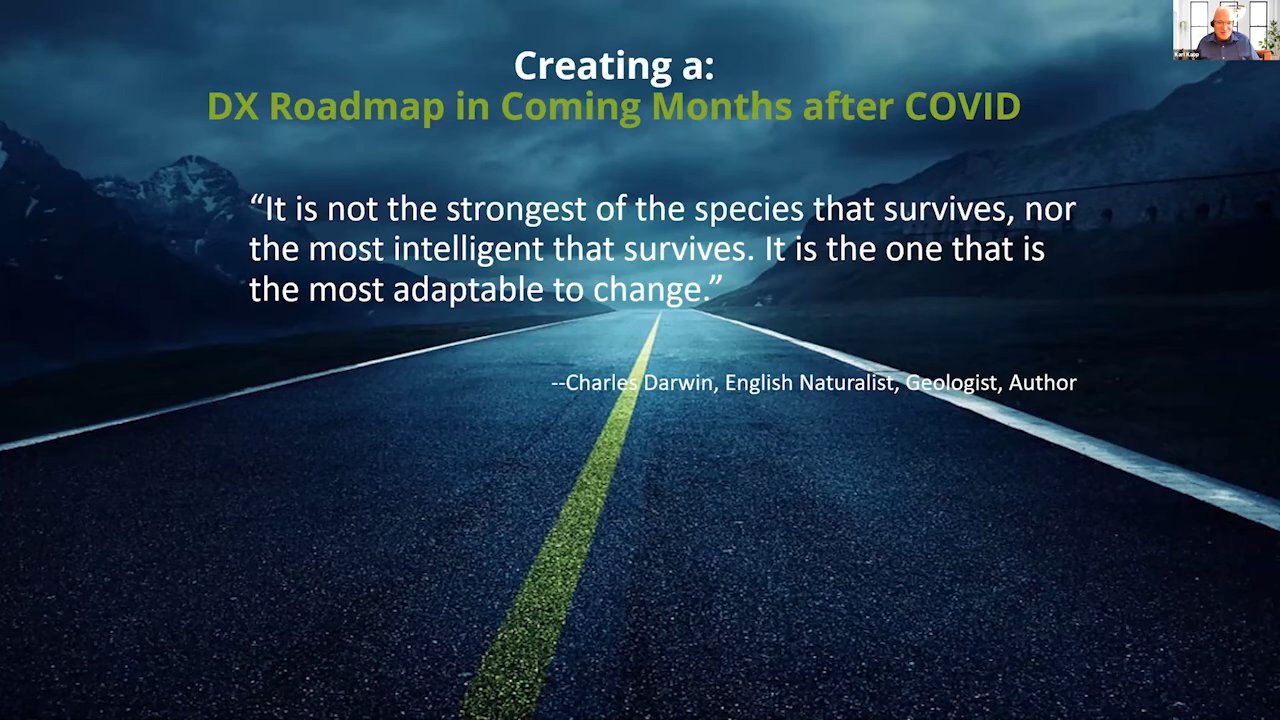 Creating a:
DX Roadmap in Coming Months after COVID
“It is not the strongest of the species that survives, nor
the most intelligent that survives. It is the one that is
the most adaptable to change.”
--Charles Darwin, English Naturalist, Geologist, Author
Karl Kapp